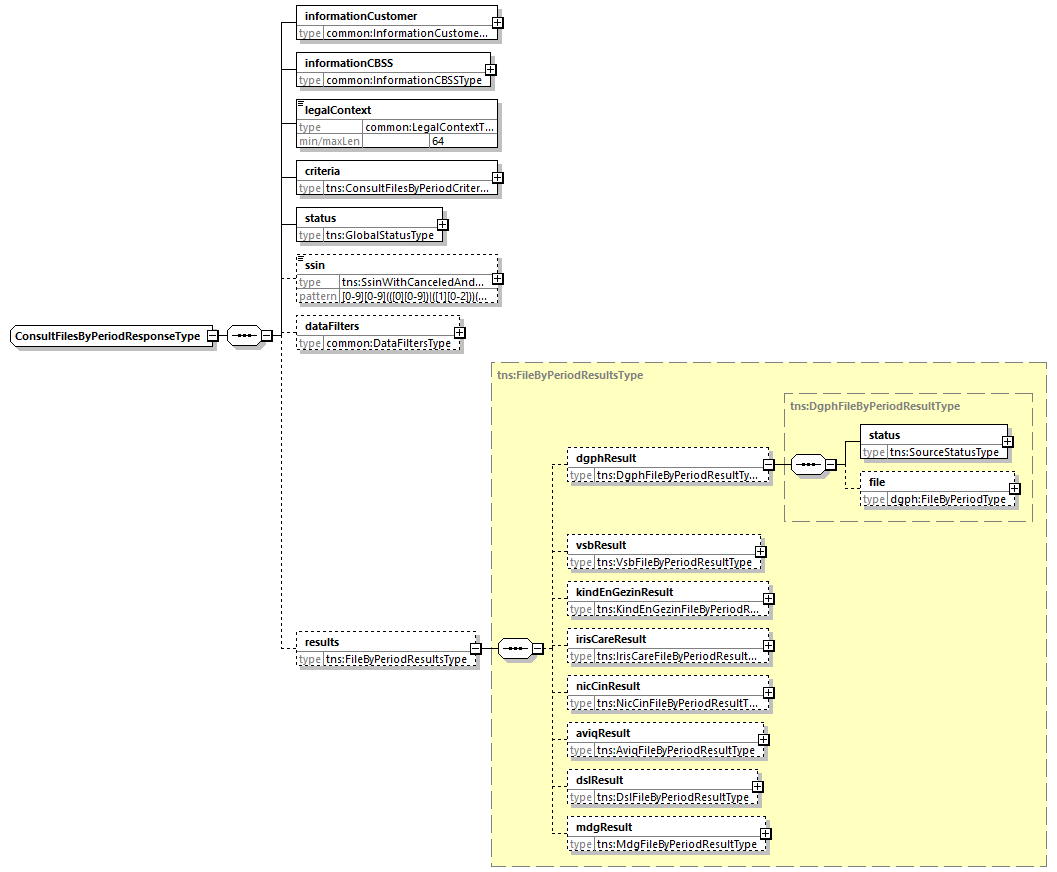 informationCustomer
type common:InformationCustome...
informationCBSS
type common:InformationCBSSType
legalContext
type common:LegalContextT...
min/maxLen 64
criteria
type tns:ConsultFilesByPeriodCriter...
status
type tns:GlobalStatusType
ssin
type tns:SsinWithCanceledAnd...
pattern [0-9][0-9](([0][0-9])|([1][0-2]))(...
ConsultFilesByPeriodResponseType
dataFilters
type common:DataFiltersType
tns:FileByPeriodResultsType
tns:DgphFileByPeriodResultType
status
type tns:SourceStatusType
dgphResult
type tns:DgphFileByPeriodResultTy...
file
type dgph:FileByPeriodType
vsbResult
type tns:VsbFileByPeriodResultType
kindEnGezinResult
type tns:KindEnGezinFileByPeriodR...
irisCareResult
type tns:IrisCareFileByPeriodResult...
results
type tns:FileByPeriodResultsType
nicCinResult
type tns:NicCinFileByPeriodResultT...
aviqResult
type tns:AviqFileByPeriodResultType
dslResult
type tns:DslFileByPeriodResultType
mdgResult
type tns:MdgFileByPeriodResultType